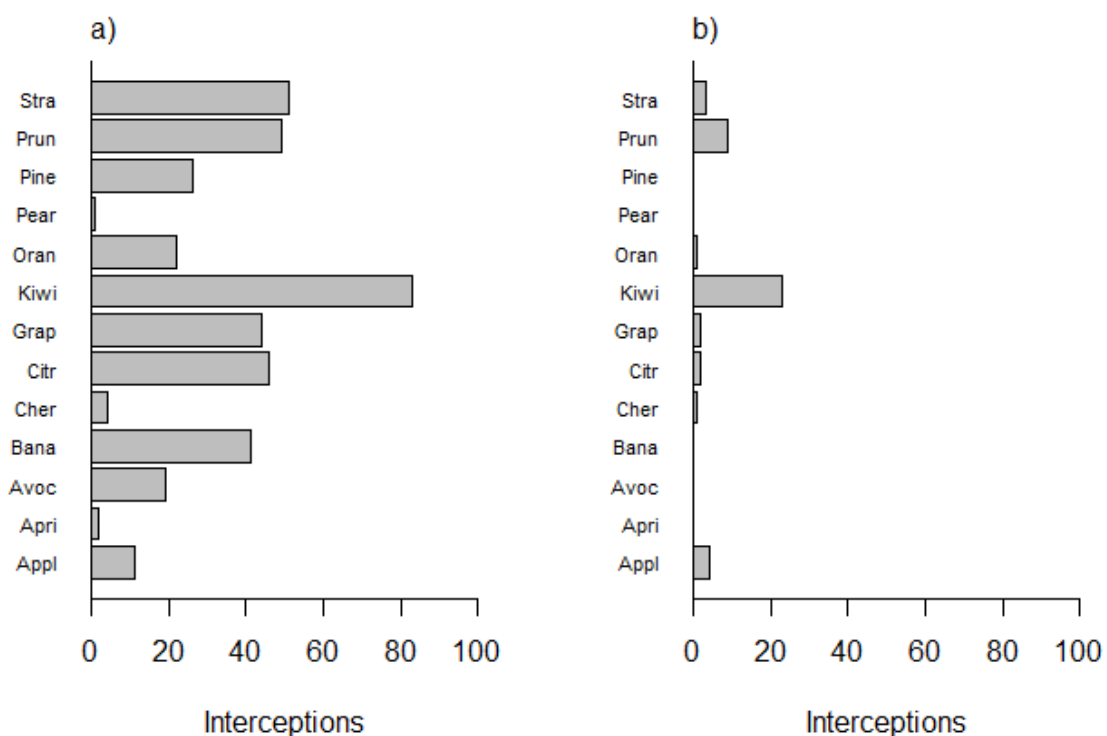 a)
Stra
Prun
Pine
Pear
Oran
Kiwi
Grap
Citr
Cher
Bana
Avoc
Apri
Appl
0 20 40 60 80 100
Interceptions
b)
Stra
Prun
Pine
Pear
Oran
Kiwi
Grap
Citr
Cher
Bana
Avoc
Apri
Appl
0 20 40 60 80 100
Interceptions